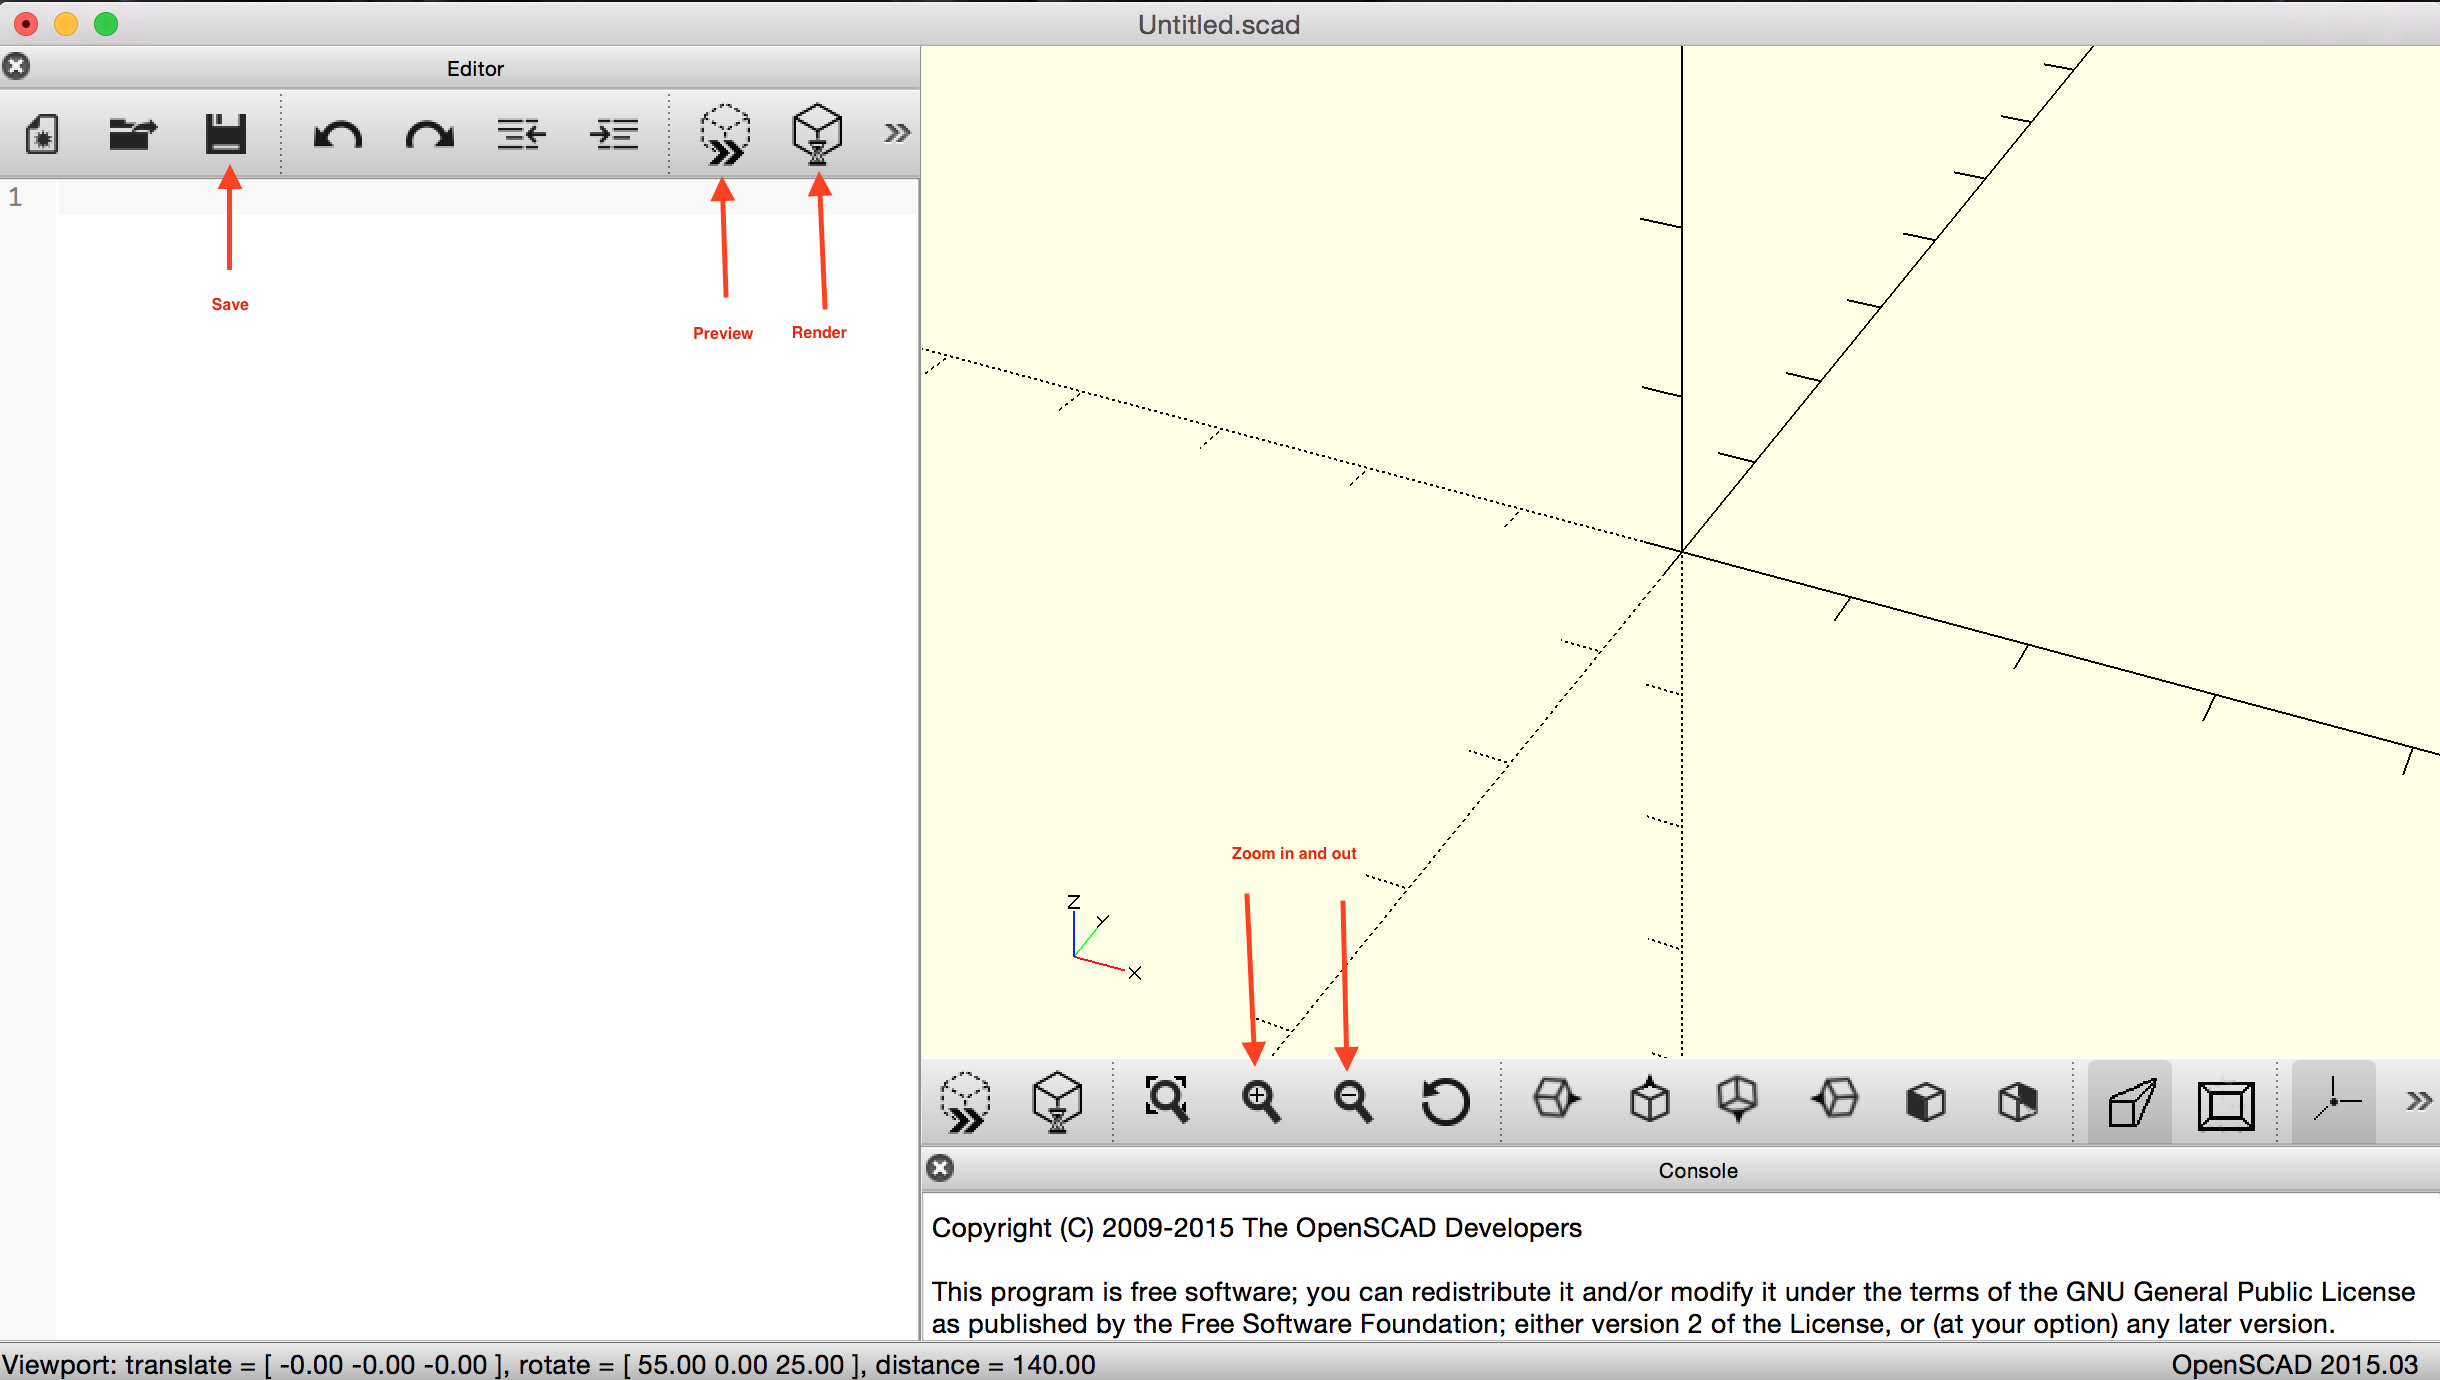 Untitled.scad
Editor
1
Save
Preview
Render
Zoom in and out
Z
Y
X
Console
Copyright (C) 2009-2015 The OpenSCAD Developers
This program is free software; you can redistribute it and/or modify it under the terms of the GNU General Public License
as published by the Free Software Foundation; either version 2 of the License, or (at your option) any later version.
Viewport: translate = [ -0.00 -0.00 -0.00 ], rotate = [ 55.00 0.00 25.00 ], distance = 140.00
OpenSCAD 2015.03